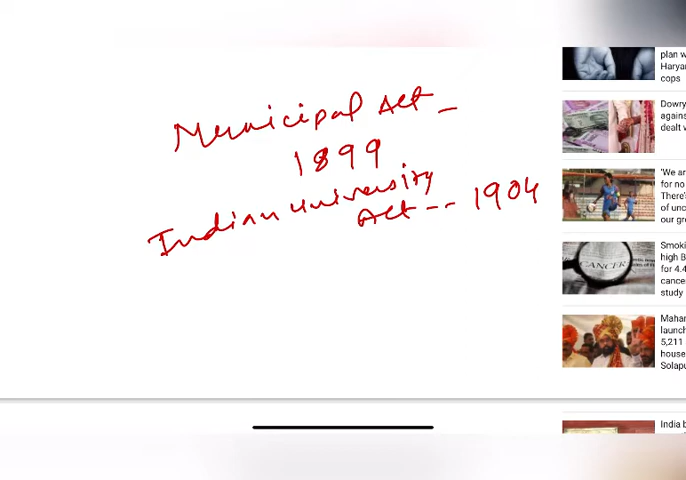 Municipal Act -
1899
Indian university
Act -- 1904
plan w
Haryan
cops
Dowry
agains
dealt w
'We ar
for no
There's
of unc
our gr
Smoki
high B
for 4.4
cance
study
CANCER
Mahar
launch
5,211
house
Solapu
India b